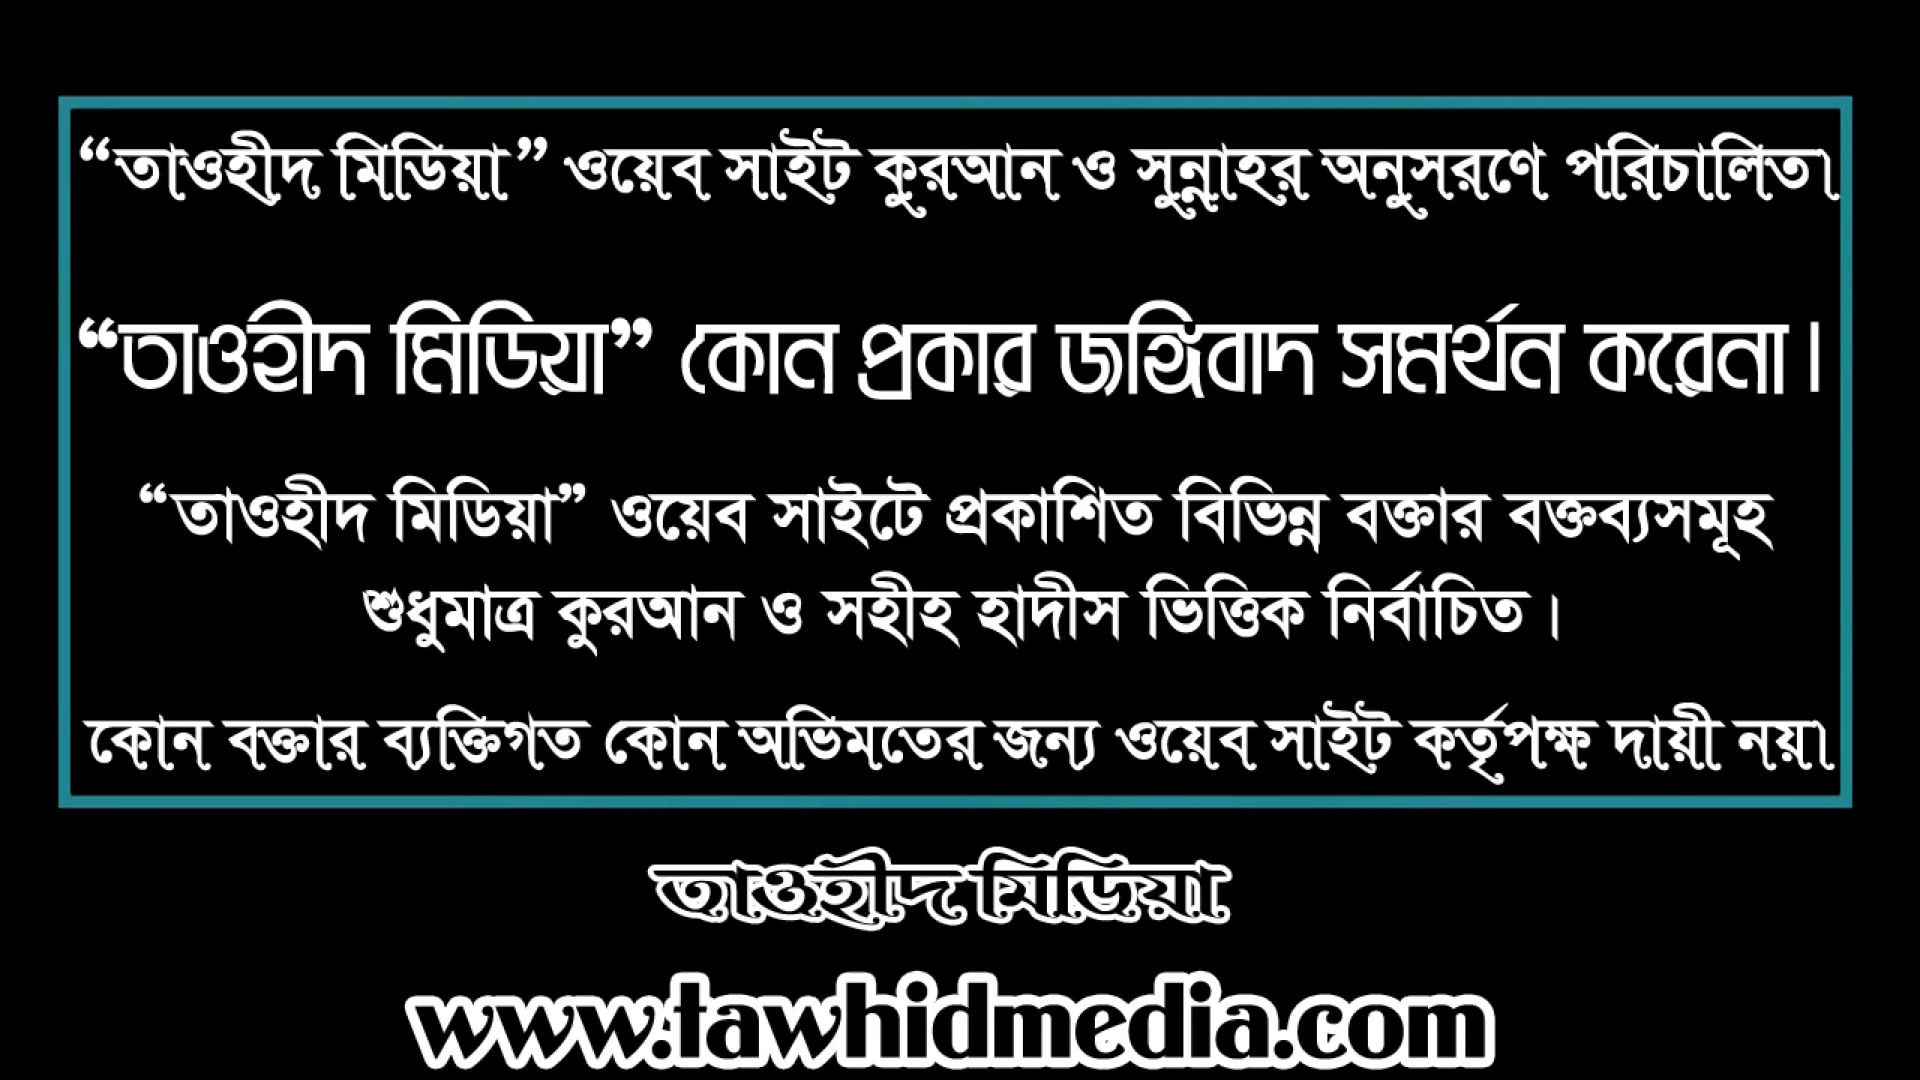 “তাওহীদ মিডিয়া” ওয়েব সাইট কুরআন ও সুন্নাহর অনুসরণে পরিচালিত।
“তাওহীদ মিডিয়া” কোন প্রকার জঙ্গিবাদ সমর্থন করেনা।
“তাওহীদ মিডিয়া” ওয়েব সাইটে প্রকাশিত বিভিন্ন বক্তার বক্তব্যসমূহ
শুধুমাত্র কুরআন ও সহীহ হাদীস ভিত্তিক নির্বাচিত।
কোন বক্তার ব্যক্তিগত কোন অভিমতের জন্য ওয়েব সাইট কর্তৃপক্ষ দায়ী নয়।
তাওহীদ মিডিয়া
www.tawhidmedia.com